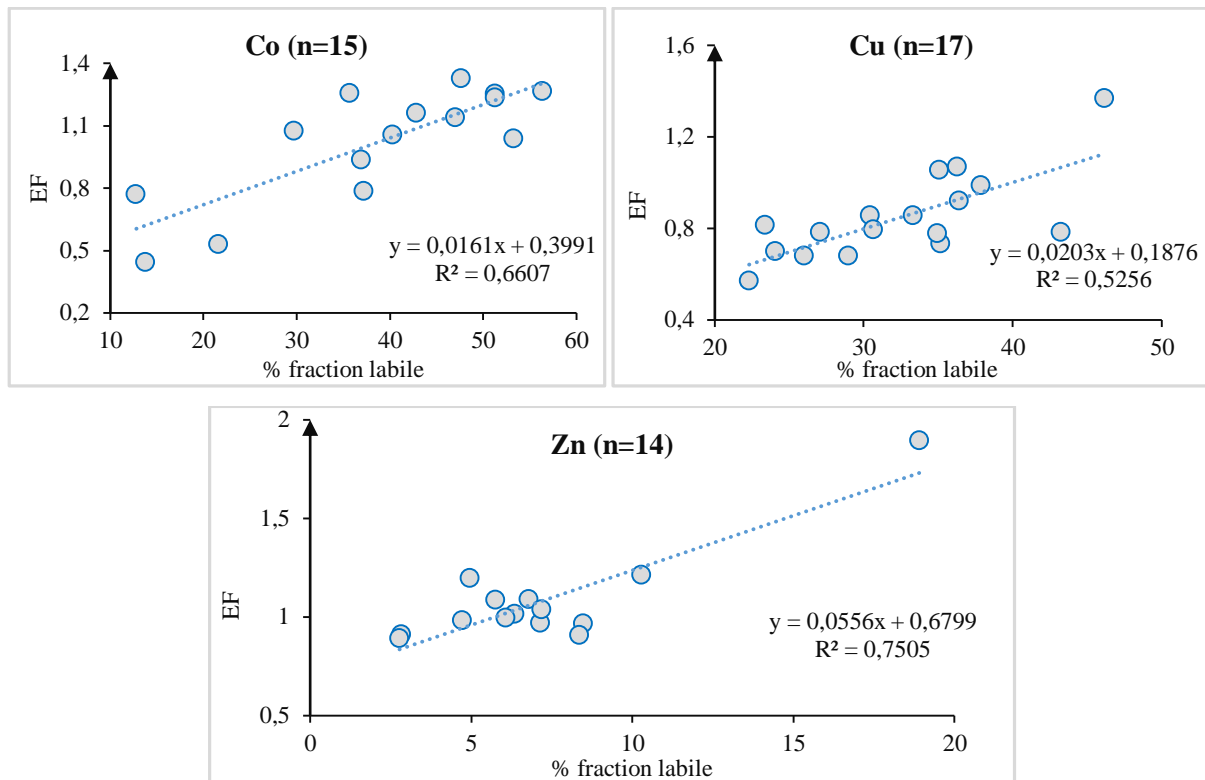 Co (n=15)
1,4
1,1
0,8
0,5
0,2
EF
y = 0,0161x + 0,3991
R² = 0,6607
10 20 30 40 50 60
% fraction labile
Cu (n=17)
1,6
1,2
0,8
0,4
EF
y = 0,0203x + 0,1876
R² = 0,5256
20 30 40 50
% fraction labile
Zn (n=14)
2
1,5
1
0,5
EF
y = 0,0556x + 0,6799
R² = 0,7505
0 5 10 15 20
% fraction labile